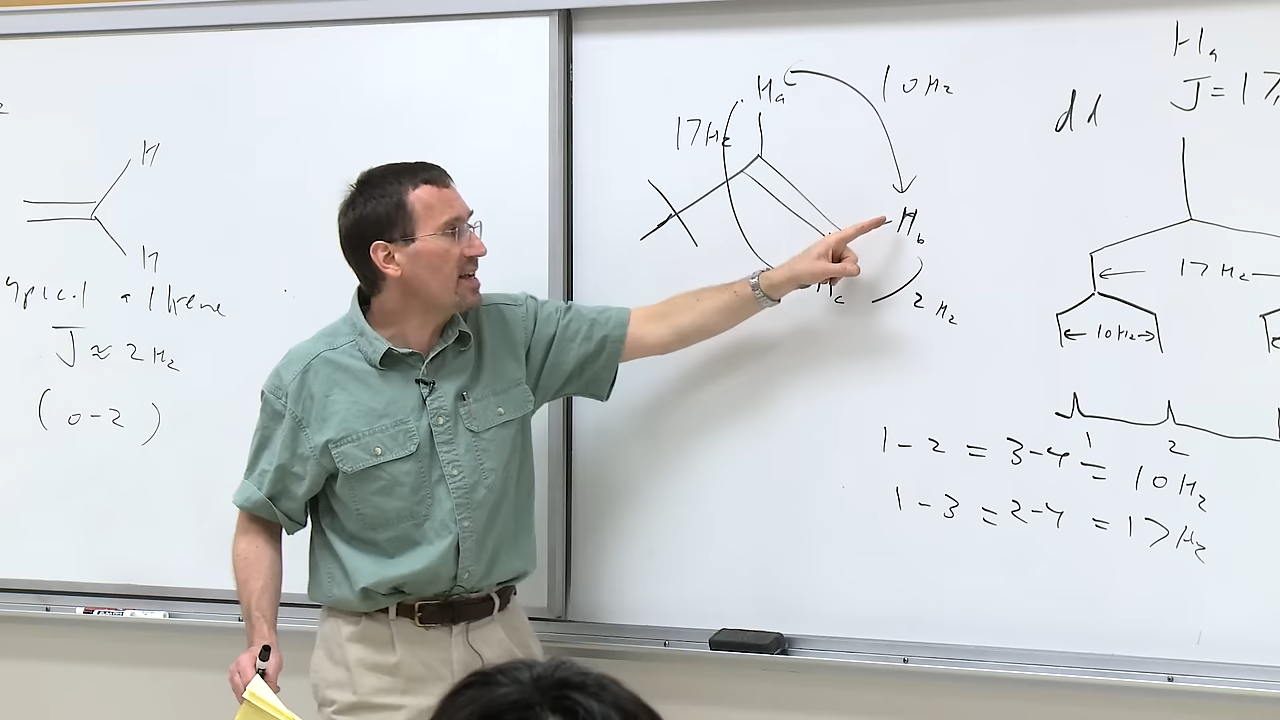 H
H
typical alkene
J ≈ 2 Hz
(0-2)
Ha
10 Hz
17 Hz
Hb
Hc
2 Hz
dd
Ha
J = 17,
17 Hz
10 Hz
1 2
1-2 = 3-4 = 10 Hz
1-3 = 2-4 = 17 Hz